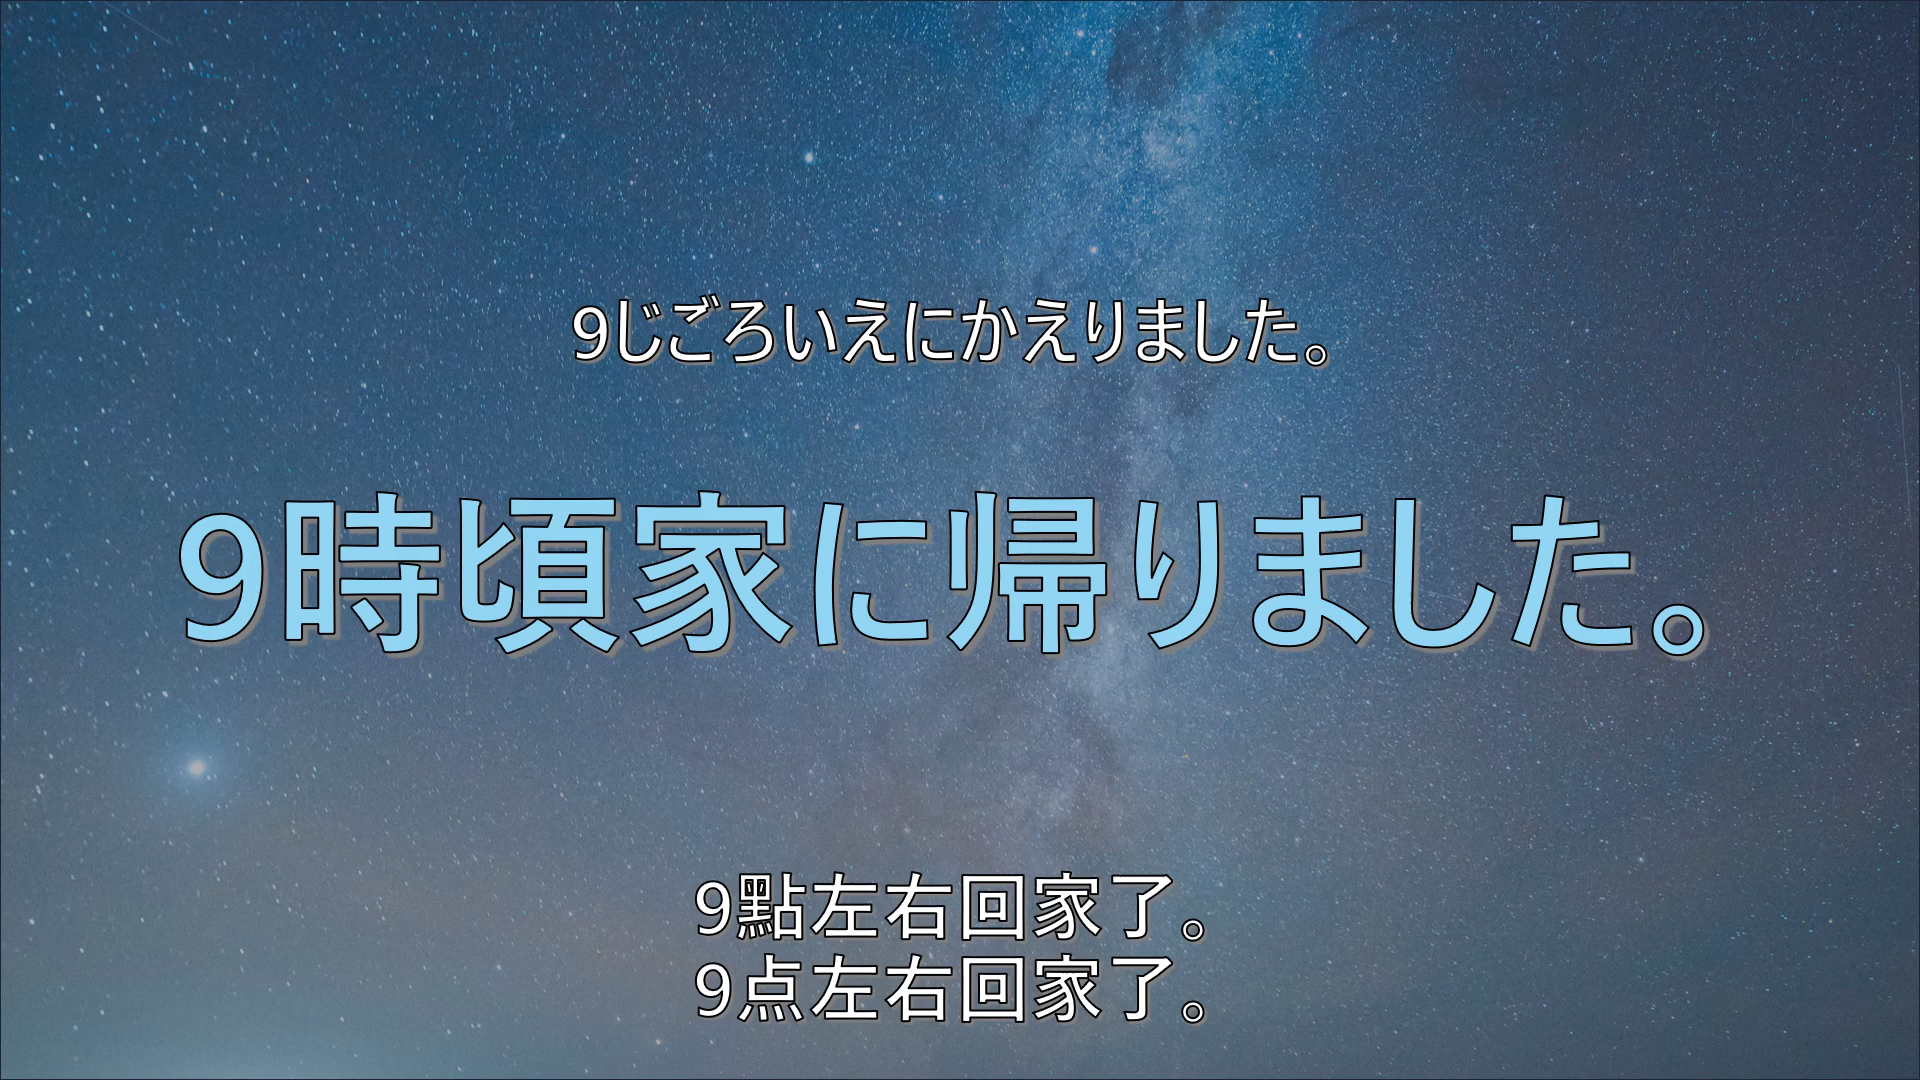 9じごろいえにかえりました。
9時頃家に帰りました。
9點左右回家了。
9点左右回家了。